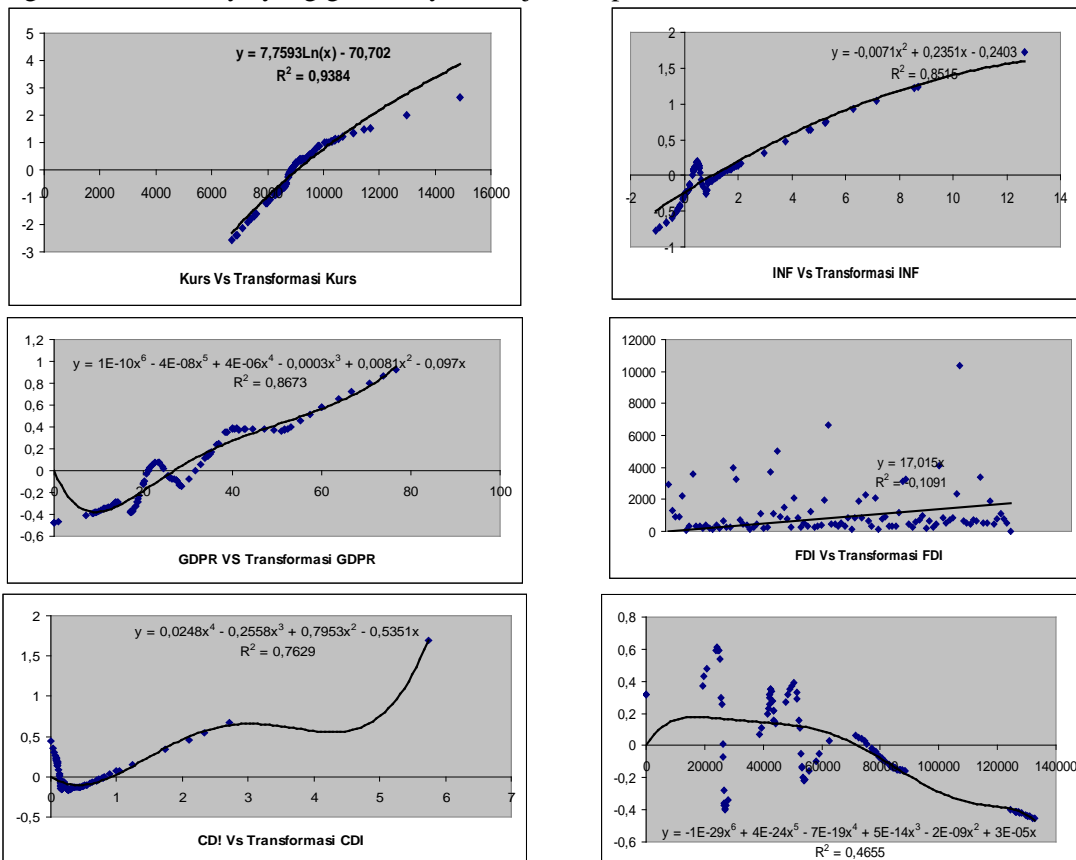 y = 7,7593Ln(x) - 70,702
R² = 0,9384
5
4
3
2
1
0
-1
-2
-3
0 2000 4000 6000 8000 10000 12000 14000 16000
Kurs Vs Transformasi Kurs
y = -0,0071x² + 0,2351x - 0,2403
R² = 0,8515
2
1,5
1
0,5
0
-0,5
-1
-2 0 2 4 6 8 10 12 14
INF Vs Transformasi INF
y = 1E-10x⁶ - 4E-08x⁵ + 4E-06x⁴ - 0,0003x³ + 0,0081x² - 0,097x
R² = 0,8673
1,2
1
0,8
0,6
0,4
0,2
0
-0,2
-0,4
-0,6
0 20 40 60 80 100
GDPR VS Transformasi GDPR
12000
10000
8000
6000
4000
2000
0
y = 17,015x
R² = -0,1091
FDI Vs Transformasi FDI
y = 0,0248x⁴ - 0,2558x³ + 0,7953x² - 0,5351x
R² = 0,7629
2
1,5
1
0,5
0
-0,5
0 1 2 3 4 5 6 7
CD! Vs Transformasi CDI
0,8
0,6
0,4
0,2
0
-0,2
-0,4
-0,6
0 20000 40000 60000 80000 100000 120000 140000
y = -1E-29x⁶ + 4E-24x⁵ - 7E-19x⁴ + 5E-14x³ - 2E-09x² + 3E-05x
R² = 0,4655